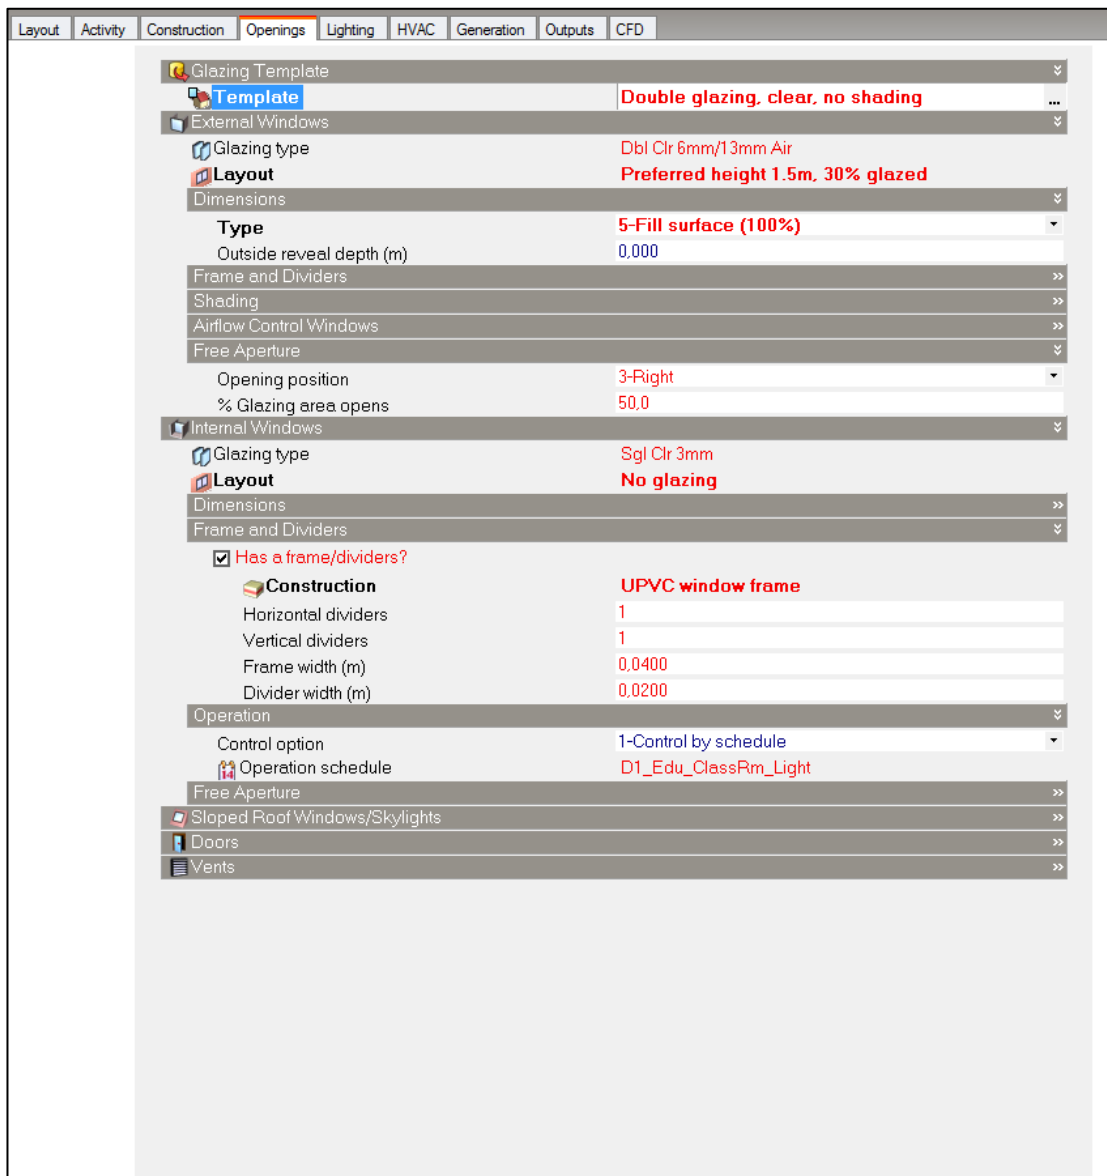 Layout Activity Construction Openings Lighting HVAC Generation Outputs CFD
Glazing Template
Template Double glazing, clear, no shading ...
External Windows
Glazing type Dbl Clr 6mm/13mm Air
Layout Preferred height 1.5m, 30% glazed
Dimensions
Type 5-Fill surface (100%)
Outside reveal depth (m) 0,000
Frame and Dividers
Shading
Airflow Control Windows
Free Aperture
Opening position 3-Right
% Glazing area opens 50,0
Internal Windows
Glazing type Sgl Clr 3mm
Layout No glazing
Dimensions
Frame and Dividers
Has a frame/dividers?
Construction UPVC window frame
Horizontal dividers 1
Vertical dividers 1
Frame width (m) 0,0400
Divider width (m) 0,0200
Operation
Control option 1-Control by schedule
14 Operation schedule D1_Edu_ClassRm_Light
Free Aperture
Sloped Roof Windows/Skylights
Doors
Vents